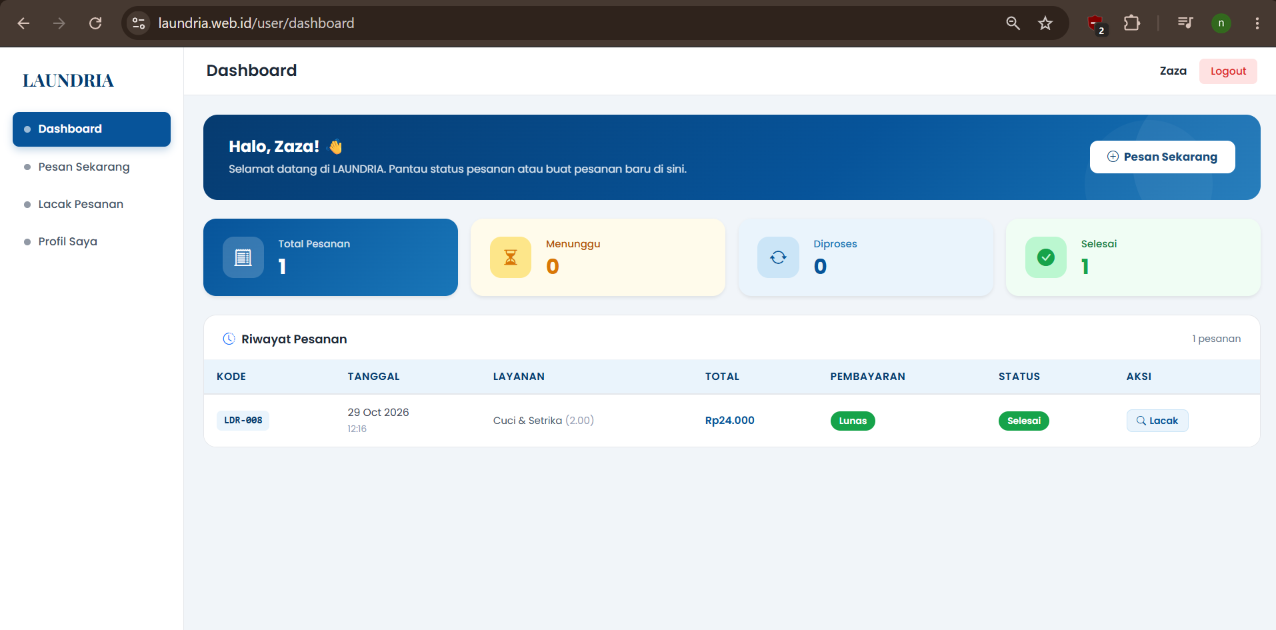 laundria.web.id/user/dashboard
2
n
LAUNDRIA
Dashboard
Zaza
Logout
Dashboard
Pesan Sekarang
Lacak Pesanan
Profil Saya
Halo, Zaza! 👋
Selamat datang di LAUNDRIA. Pantau status pesanan atau buat pesanan baru di sini.
Pesan Sekarang
Total Pesanan
1
Menunggu
0
Diproses
0
Selesai
1
Riwayat Pesanan
1 pesanan
KODE TANGGAL LAYANAN TOTAL PEMBAYARAN STATUS AKSI
LDR-008 29 Oct 2026 Cuci & Setrika (2.00) Rp24.000 Lunas Selesai Lacak
12:16